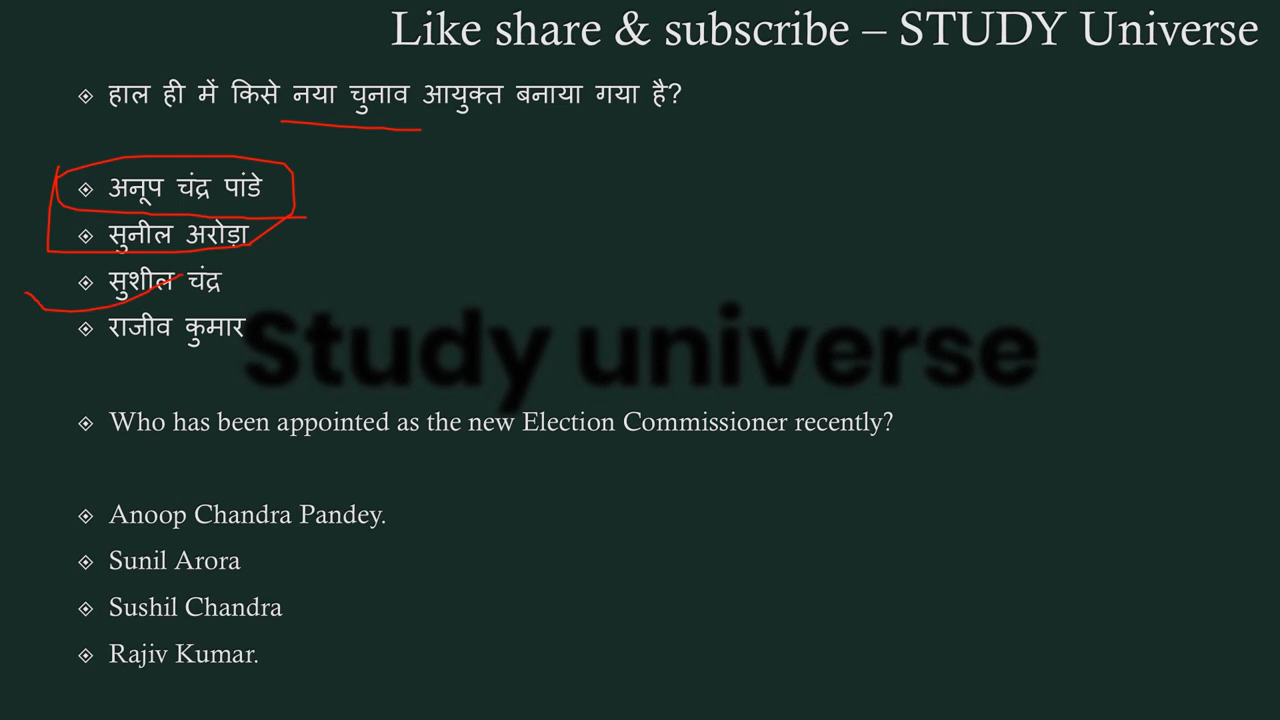 Like share & subscribe – STUDY Universe
हाल ही में किसे नया चुनाव आयुक्त बनाया गया है?
अनूप चंद्र पांडे
सुनील अरोड़ा
सुशील चंद्र
राजीव कुमार
Study universe
Who has been appointed as the new Election Commissioner recently?
Anoop Chandra Pandey.
Sunil Arora
Sushil Chandra
Rajiv Kumar.